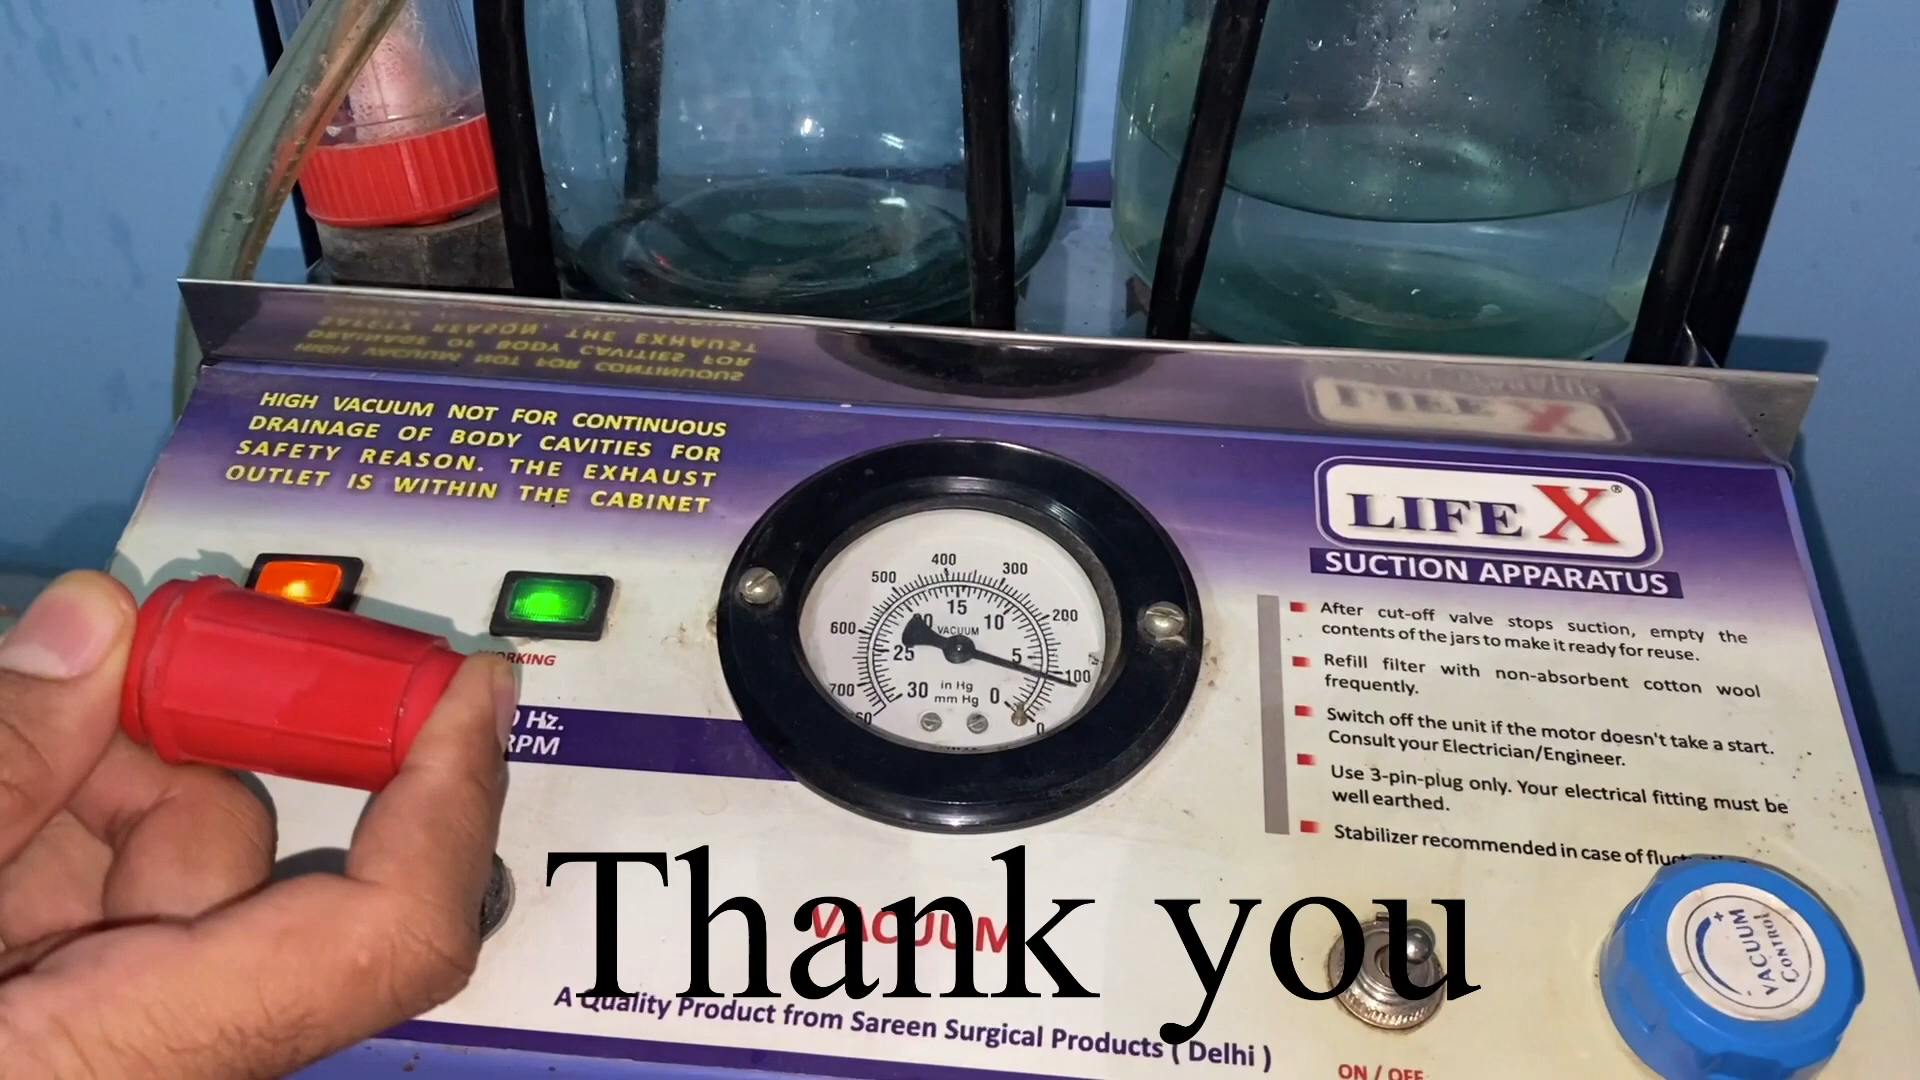 HIGH VACUUM NOT FOR CONTINUOUS
DRAINAGE OF BODY CAVITIES FOR
SAFETY REASON. THE EXHAUST
OUTLET IS WITHIN THE CABINET
LIFE X®
SUCTION APPARATUS
After cut-off valve stops suction, empty the
contents of the jars to make it ready for reuse.
Refill filter with non-absorbent cotton wool
frequently.
Switch off the unit if the motor doesn't take a start.
Consult your Electrician/Engineer.
Use 3-pin-plug only. Your electrical fitting must be
well earthed.
Stabilizer recommended in case of
400
500 300
15
600 10 200
VACUUM
25 5 100
700 30 in Hg 0
mm Hg
0
Hz.
RPM
VACUUM
Thank you
VACUUM
CONTROL
A Quality Product from Sareen Surgical Products ( Delhi )
ON / OFF